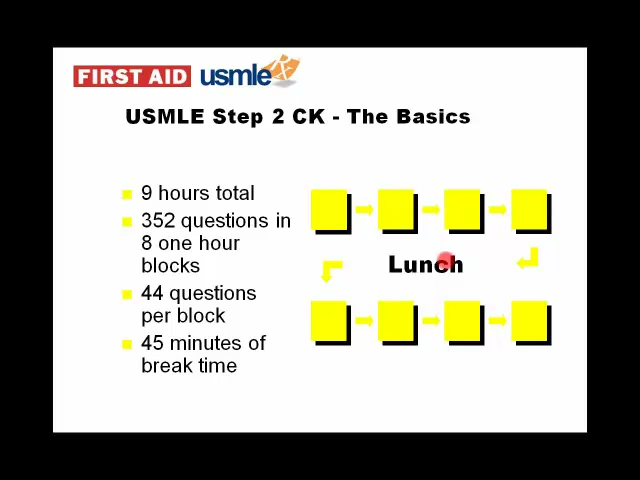 FIRST AID usmle
USMLE Step 2 CK - The Basics
9 hours total
352 questions in
8 one hour
blocks
44 questions
per block
45 minutes of
break time
Lunch